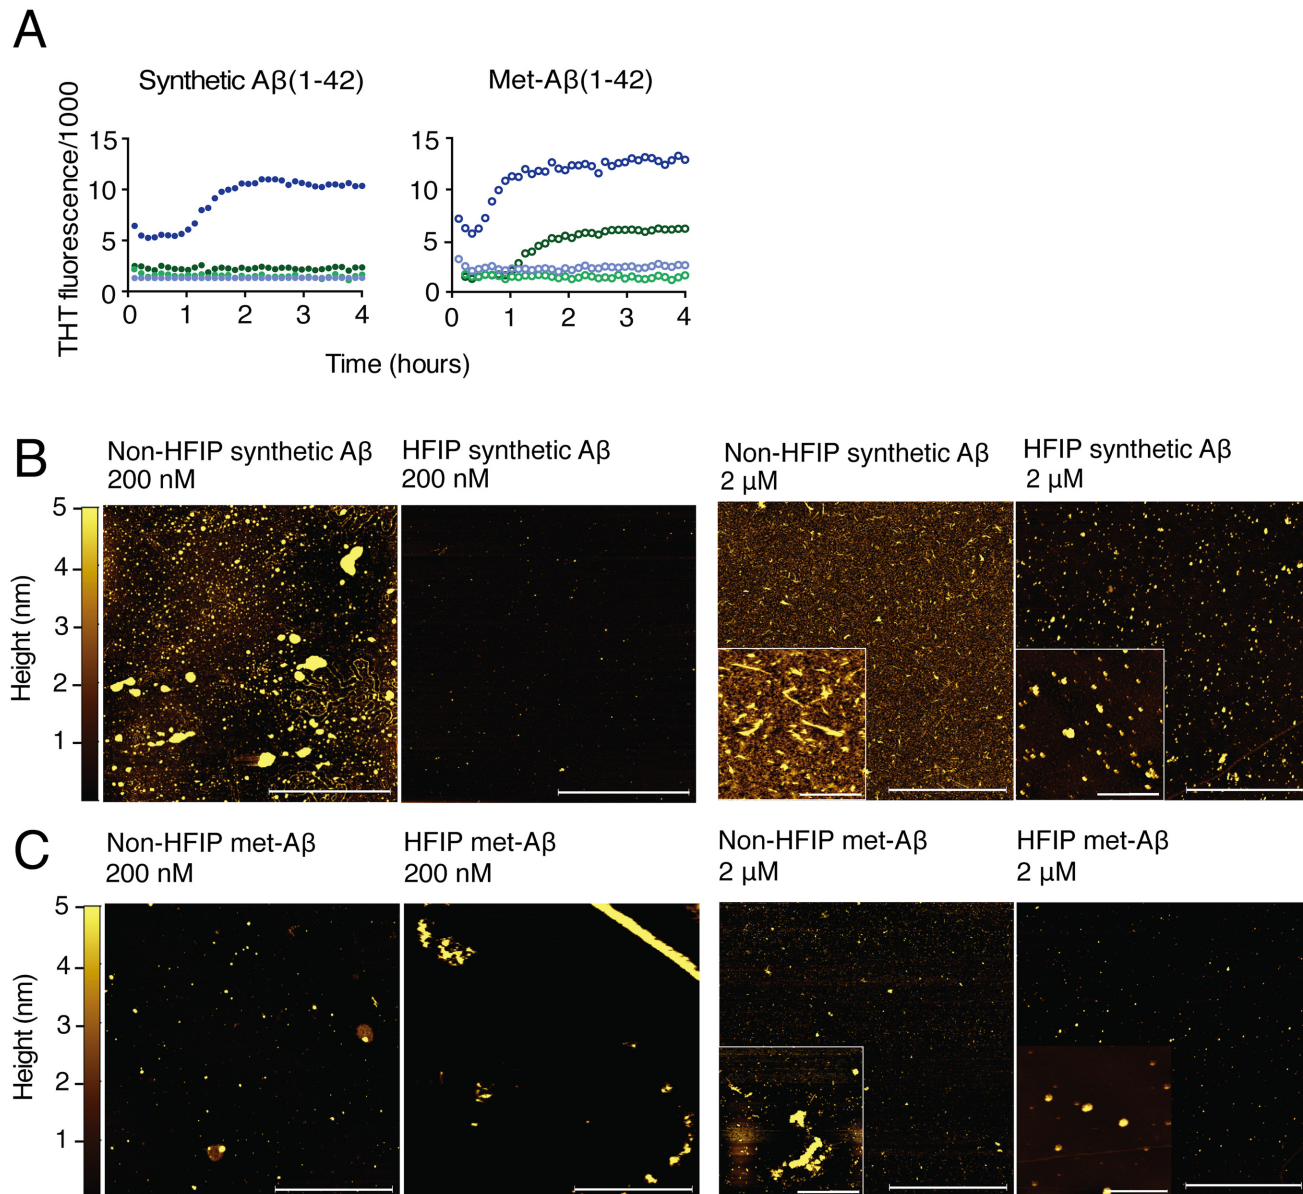 A
Synthetic Aβ(1-42)
Met-Aβ(1-42)
THT fluorescence/1000
15
10
5
0
0 1 2 3 4
15
10
5
0
0 1 2 3 4
Time (hours)
B
Non-HFIP synthetic Aβ
200 nM
HFIP synthetic Aβ
200 nM
Non-HFIP synthetic Aβ
2 µM
HFIP synthetic Aβ
2 µM
Height (nm)
5
4
3
2
1
C
Non-HFIP met-Aβ
200 nM
HFIP met-Aβ
200 nM
Non-HFIP met-Aβ
2 µM
HFIP met-Aβ
2 µM
Height (nm)
5
4
3
2
1